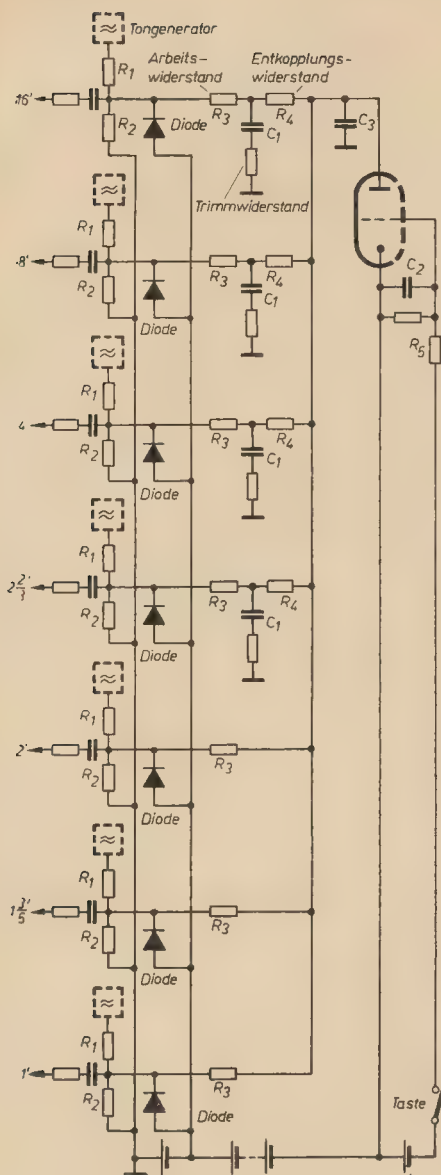 ≈ Tongenerator
Arbeits-
widerstand
Entkopplungs-
widerstand
R1
16'
R2
Diode
R3
C1
R4
C3
Trimmwiderstand
≈
R1
8'
R2
Diode
R3
C1
R4
C2
R5
≈
R1
4
R2
Diode
R3
C1
R4
≈
R1
2 2/3'
R2
Diode
R3
C1
R4
≈
R1
2'
R2
Diode
R3
≈
R1
1 3/5'
R2
Diode
R3
≈
R1
1'
R2
Diode
R3
Taste